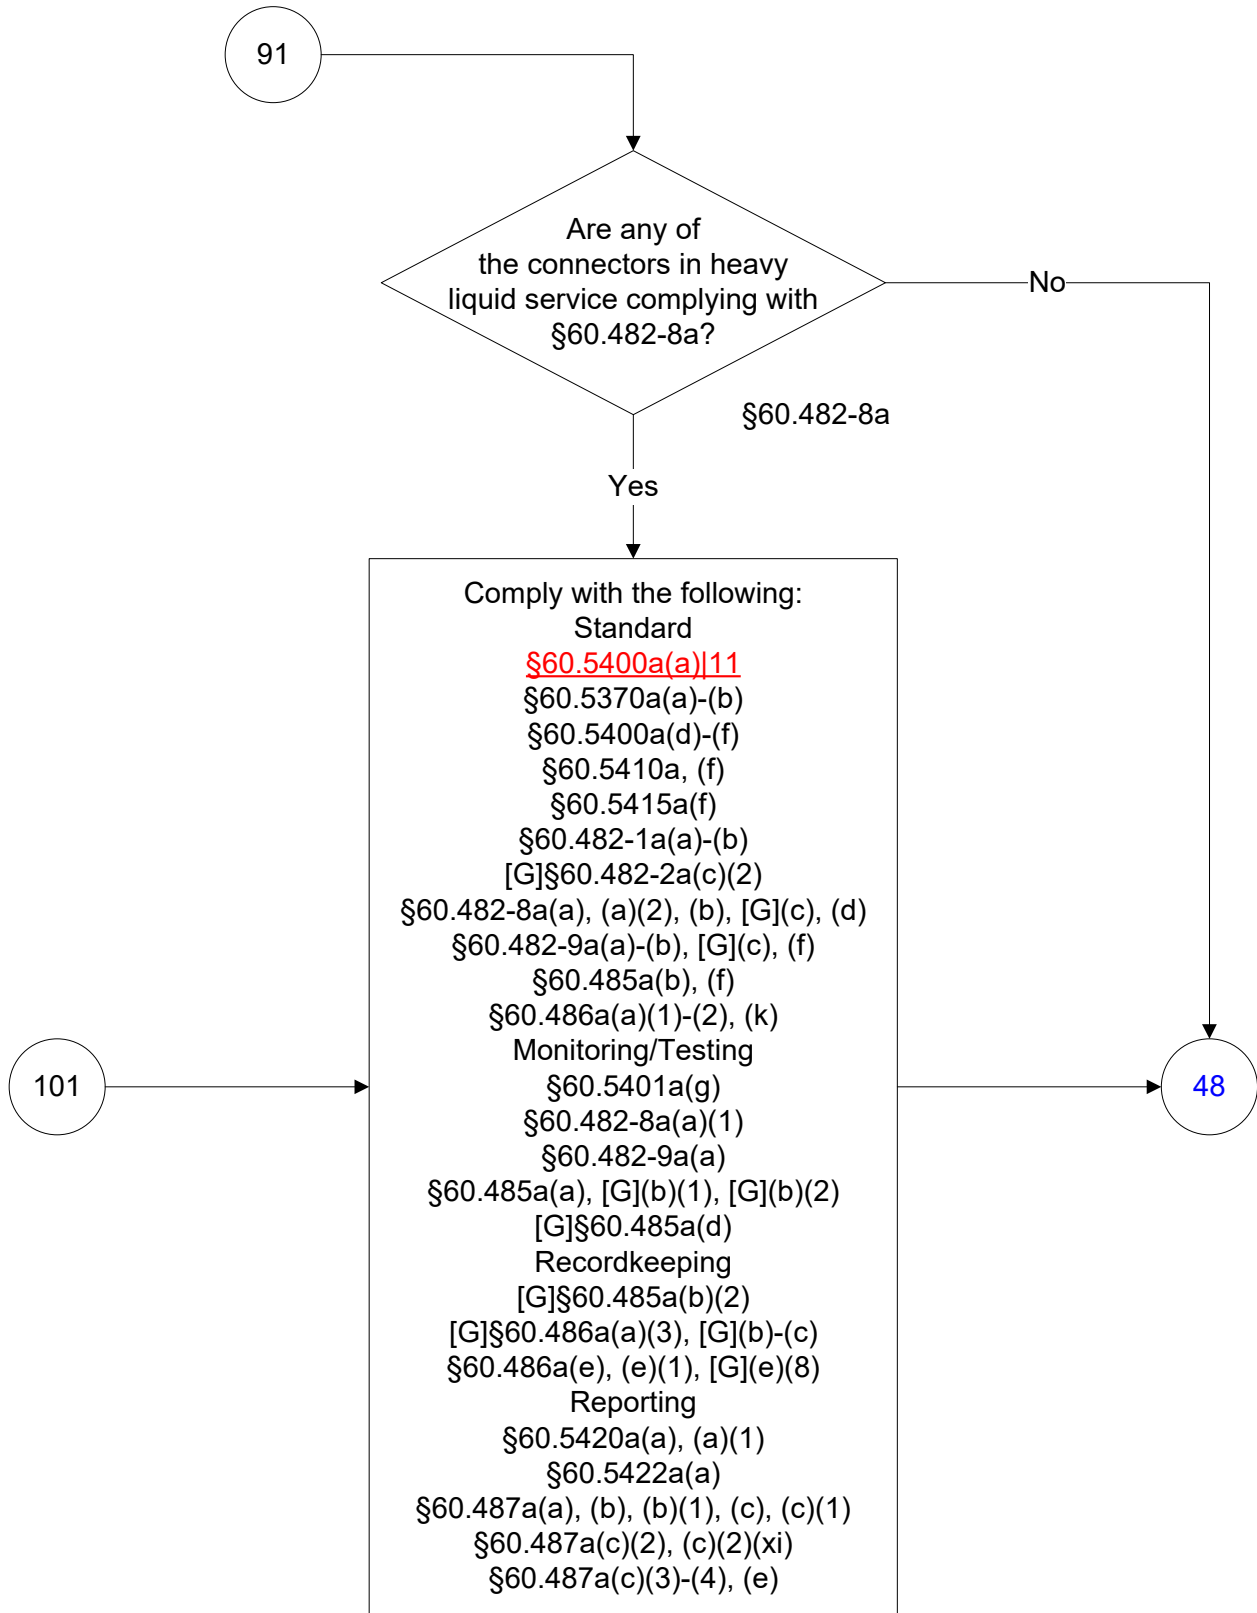 91
Are any of
the connectors in heavy
liquid service complying with
§60.482-8a?
No
§60.482-8a
Yes
Comply with the following:
Standard
§60.5400a(a)|11
§60.5370a(a)-(b)
§60.5400a(d)-(f)
§60.5410a, (f)
§60.5415a(f)
§60.482-1a(a)-(b)
[G]§60.482-2a(c)(2)
§60.482-8a(a), (a)(2), (b), [G](c), (d)
§60.482-9a(a)-(b), [G](c), (f)
§60.485a(b), (f)
§60.486a(a)(1)-(2), (k)
Monitoring/Testing
§60.5401a(g)
§60.482-8a(a)(1)
§60.482-9a(a)
§60.485a(a), [G](b)(1), [G](b)(2)
[G]§60.485a(d)
Recordkeeping
[G]§60.485a(b)(2)
[G]§60.486a(a)(3), [G](b)-(c)
§60.486a(e), (e)(1), [G](e)(8)
Reporting
§60.5420a(a), (a)(1)
§60.5422a(a)
§60.487a(a), (b), (b)(1), (c), (c)(1)
§60.487a(c)(2), (c)(2)(xi)
§60.487a(c)(3)-(4), (e)
101
48